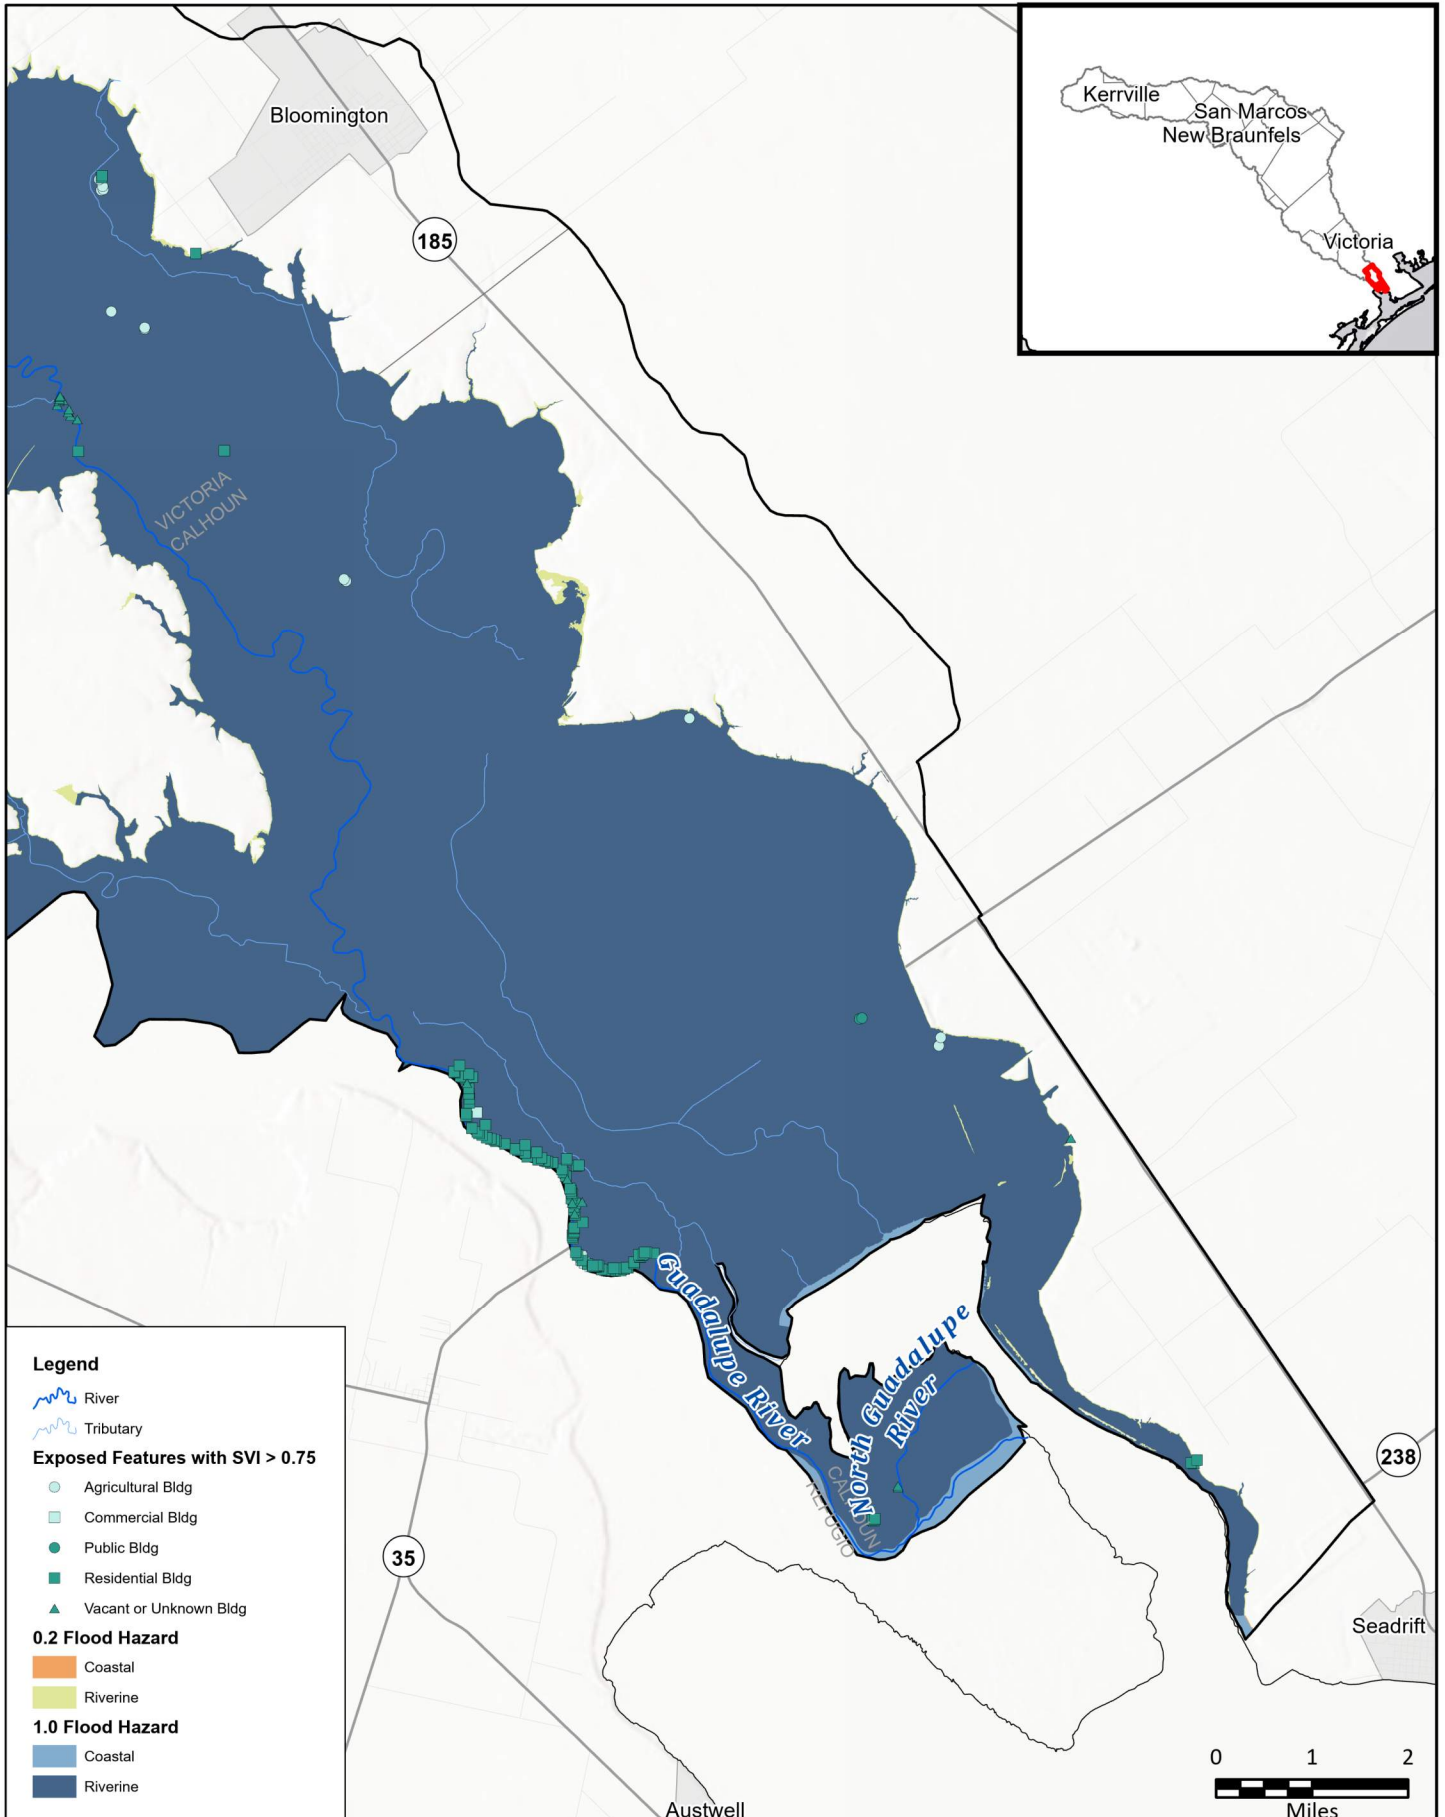 Bloomington
185
Kerrville
San Marcos
New Braunfels
Victoria
VICTORIA
CALHOUN
Guadalupe River
North Guadalupe
River
CALHOUN
REFUGIO
238
35
Seadrift
Austwell
Legend
River
Tributary
Exposed Features with SVI > 0.75
Agricultural Bldg
Commercial Bldg
Public Bldg
Residential Bldg
Vacant or Unknown Bldg
0.2 Flood Hazard
Coastal
Riverine
1.0 Flood Hazard
Coastal
Riverine
0 1 2
Miles